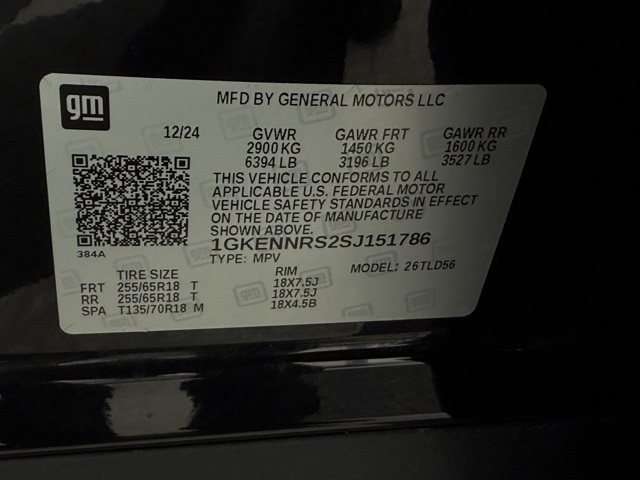 gm
MFD BY GENERAL MOTORS LLC
12/24 GVWR GAWR FRT GAWR RR
2900 KG 1450 KG 1600 KG
6394 LB 3196 LB 3527 LB
THIS VEHICLE CONFORMS TO ALL
APPLICABLE U.S. FEDERAL MOTOR
VEHICLE SAFETY STANDARDS IN EFFECT
ON THE DATE OF MANUFACTURE
SHOWN ABOVE.
1GKENNRS2SJ151786
384A
TYPE: MPV MODEL: 26TLD56
TIRE SIZE RIM
FRT 255/65R18 T 18X7.5J
RR 255/65R18 T 18X7.5J
SPA T135/70R18 M 18X4.5B